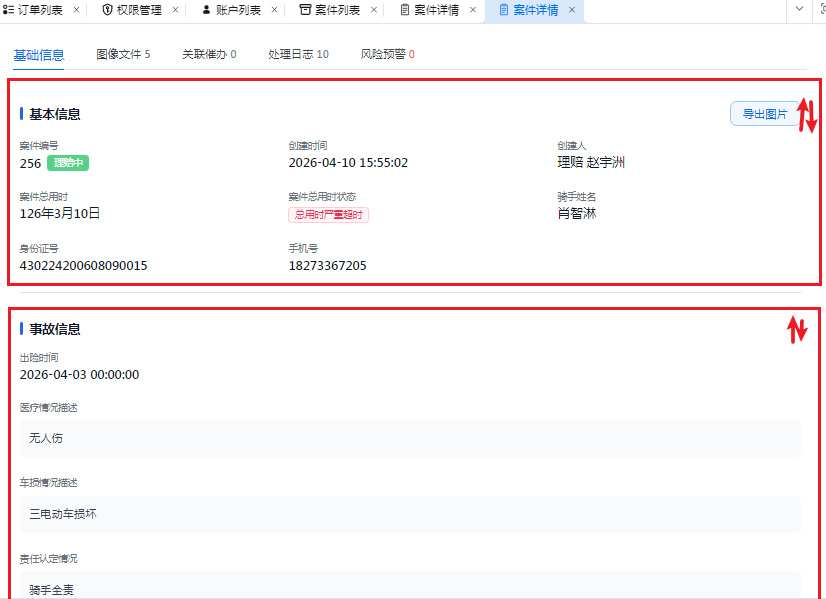 订单列表 × 权限管理 × 账户列表 × 案件列表 × 案件详情 × 案件详情 ×
基础信息 图像文件 5 关联催办 0 处理日志 10 风险预警 0
基本信息 导出图片
案件编号 创建时间 创建人
256 理赔中 2026-04-10 15:55:02 理赔 赵宇洲
案件总用时 案件总用时状态 骑手姓名
126年3月10日 总用时严重超时 肖智淋
身份证号 手机号
430224200608090015 18273367205
事故信息
出险时间
2026-04-03 00:00:00
医疗情况描述
无人伤
车损情况描述
三电动车损坏
责任认定情况
骑手全责